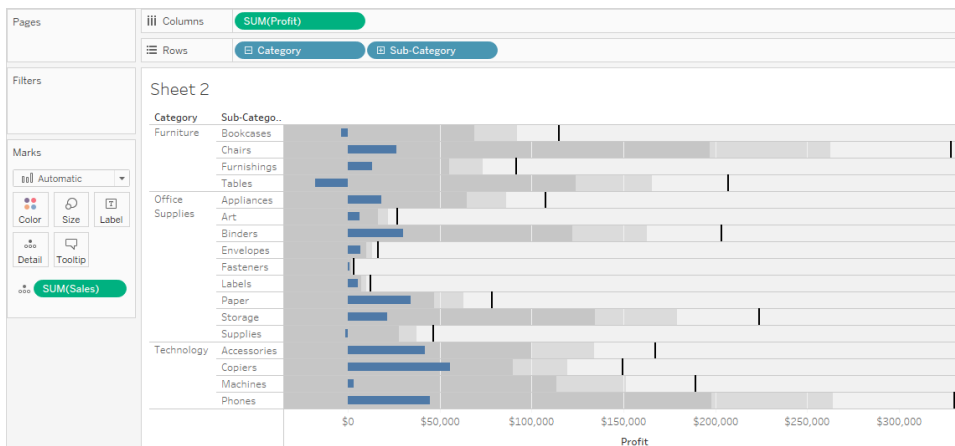 Pages
Columns
SUM(Profit)
Rows
Category
Sub-Category
Filters
Sheet 2
Category
Sub-Catego..
Furniture
Bookcases
Chairs
Furnishings
Tables
Marks
Automatic
Color
Size
Label
T
Detail
Tooltip
SUM(Sales)
Office
Supplies
Appliances
Art
Binders
Envelopes
Fasteners
Labels
Paper
Storage
Supplies
Technology
Accessories
Copiers
Machines
Phones
$0
$50,000
$100,000
$150,000
$200,000
$250,000
$300,000
Profit